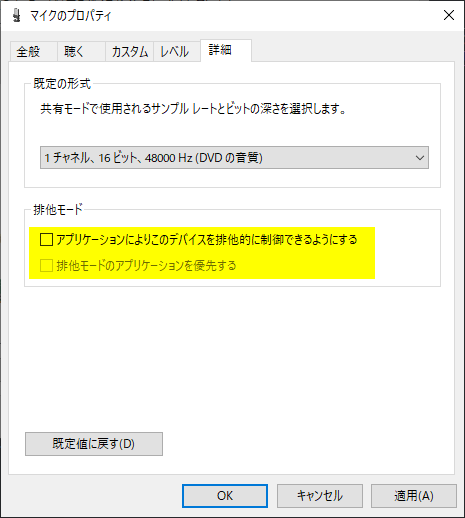 マイクのプロパティ
全般 聴く カスタム レベル 詳細
既定の形式
共有モードで使用されるサンプル レートとビットの深さを選択します。
1 チャネル、16 ビット、48000 Hz (DVD の音質)
排他モード
アプリケーションによりこのデバイスを排他的に制御できるようにする
排他モードのアプリケーションを優先する
既定値に戻す(D)
OK キャンセル 適用(A)